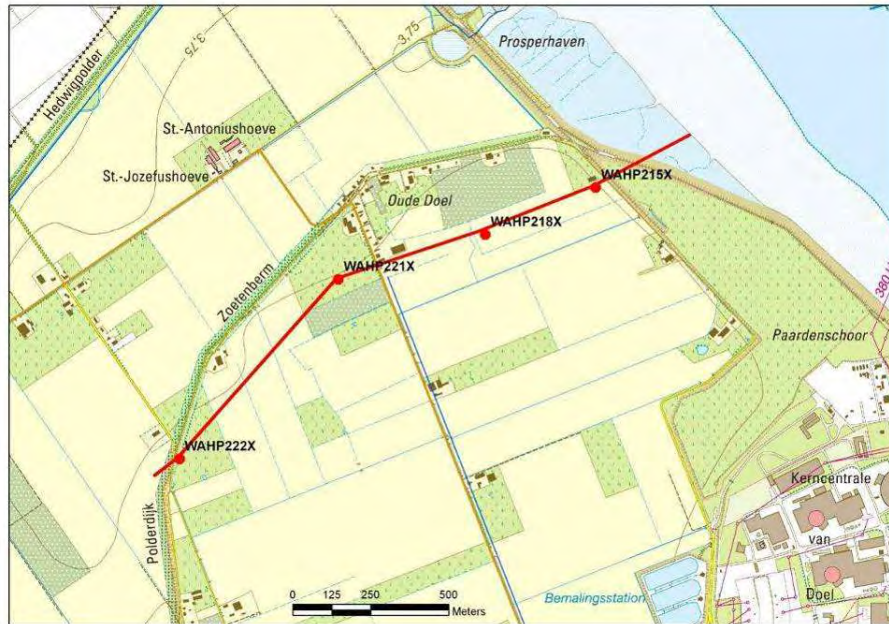 Prosperhaven
3,75
3,75
Hedwigpolder
St.-Antoniushoeve
St.-Jozefushoeve
WAHP215X
Oude Doel
WAHP218X
WAHP221X
Zoetenberm
380
Paardenschoor
WAHP222X
Kerncentrale
Polderdijk
van
0 125 250 500
Meters
Bemalingsstation
Doel